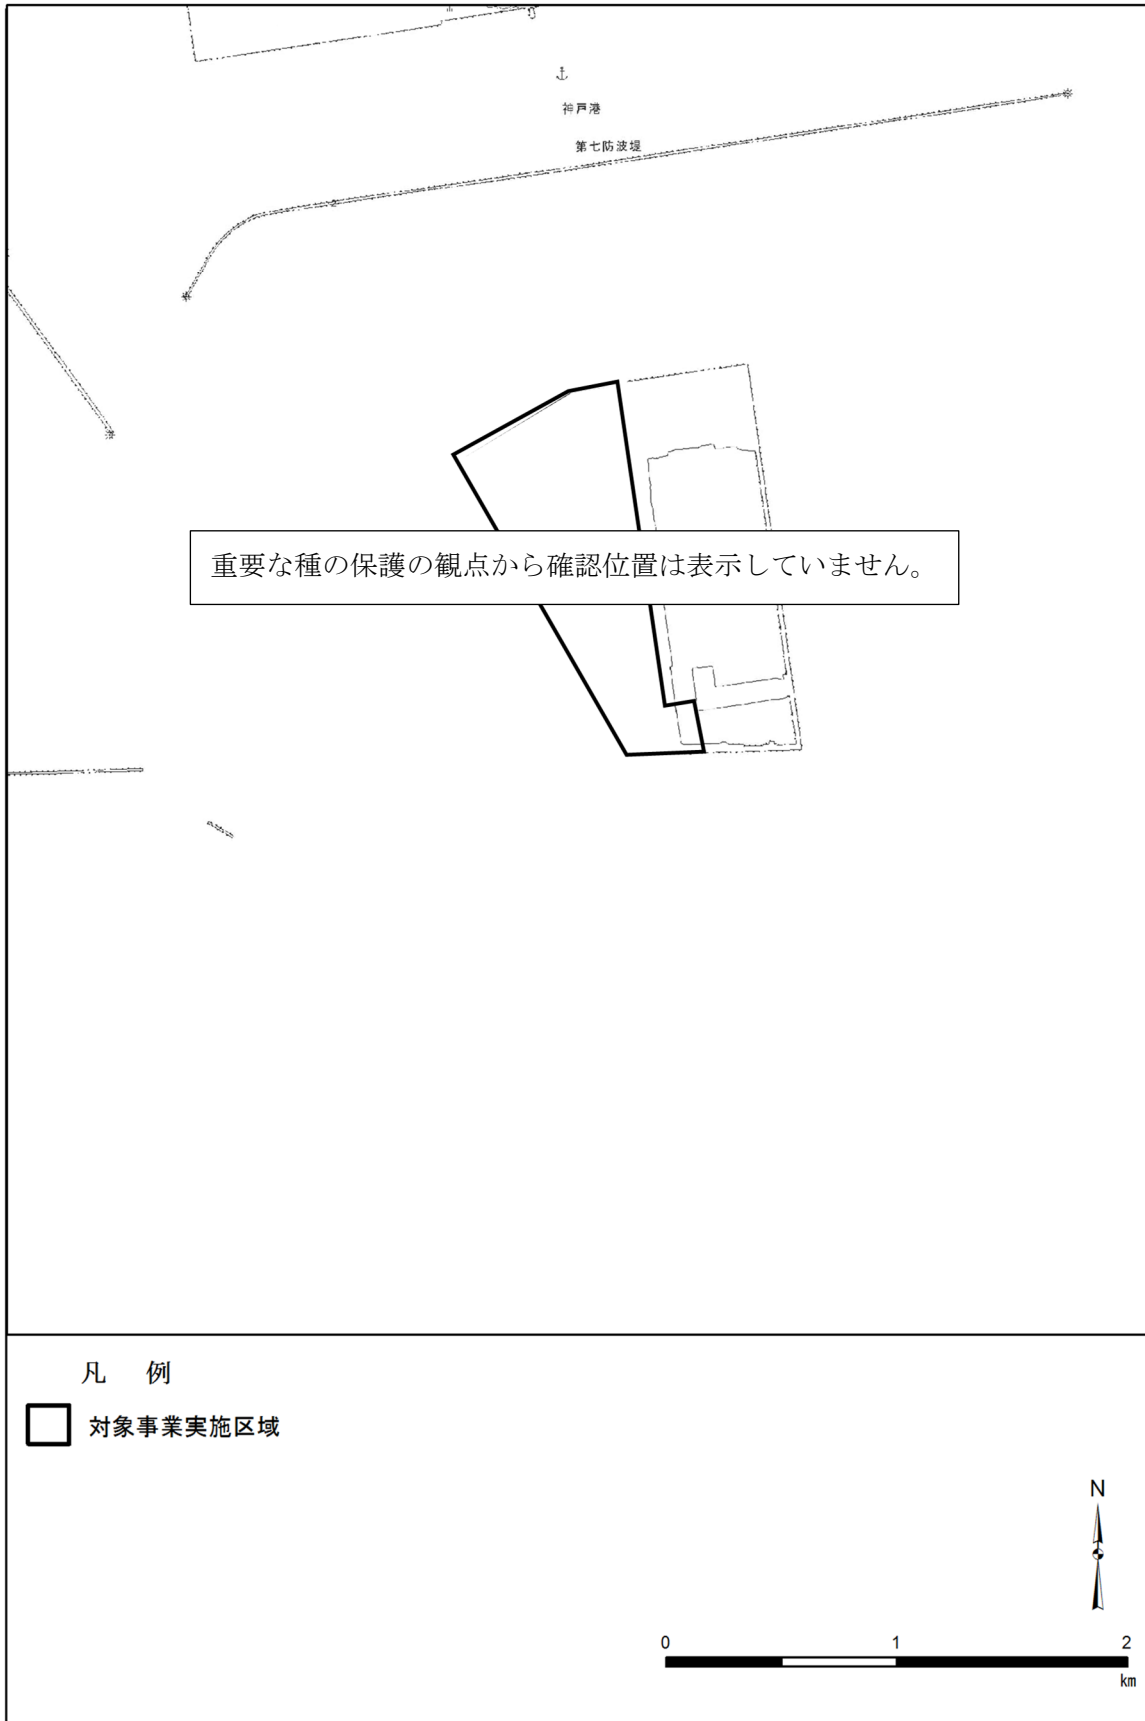 神戸港
第七防波堤
重要な種の保護の観点から確認位置は表示していません。
凡 例
対象事業実施区域
N
0 1 2
km